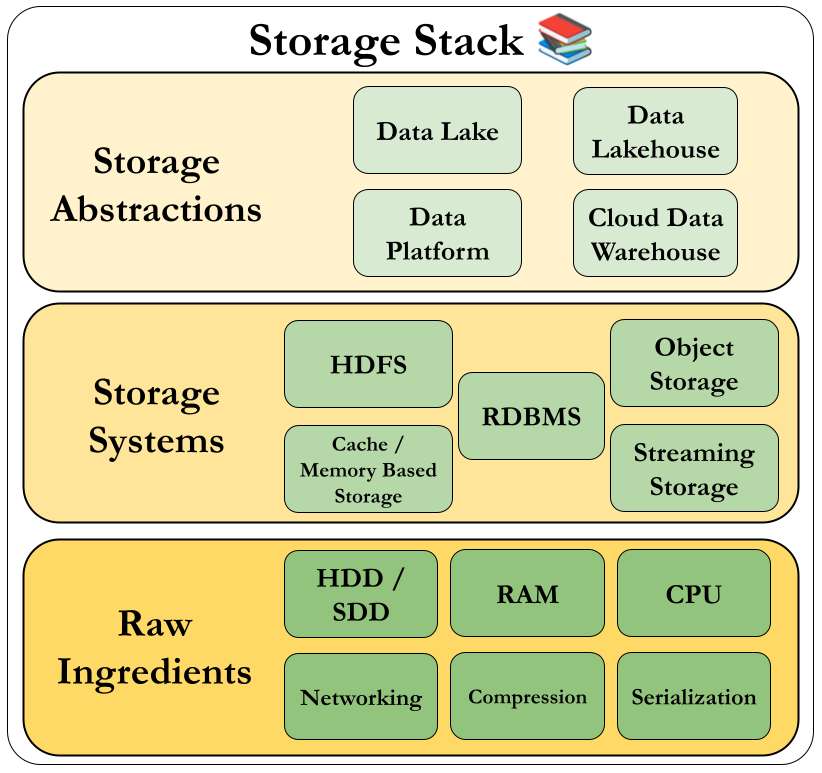 Storage Stack
Storage
Abstractions
Data Lake
Data
Lakehouse
Data
Platform
Cloud Data
Warehouse
Storage
Systems
HDFS
Object
Storage
RDBMS
Cache /
Memory Based
Storage
Streaming
Storage
Raw
Ingredients
HDD /
SDD
RAM
CPU
Networking
Compression
Serialization